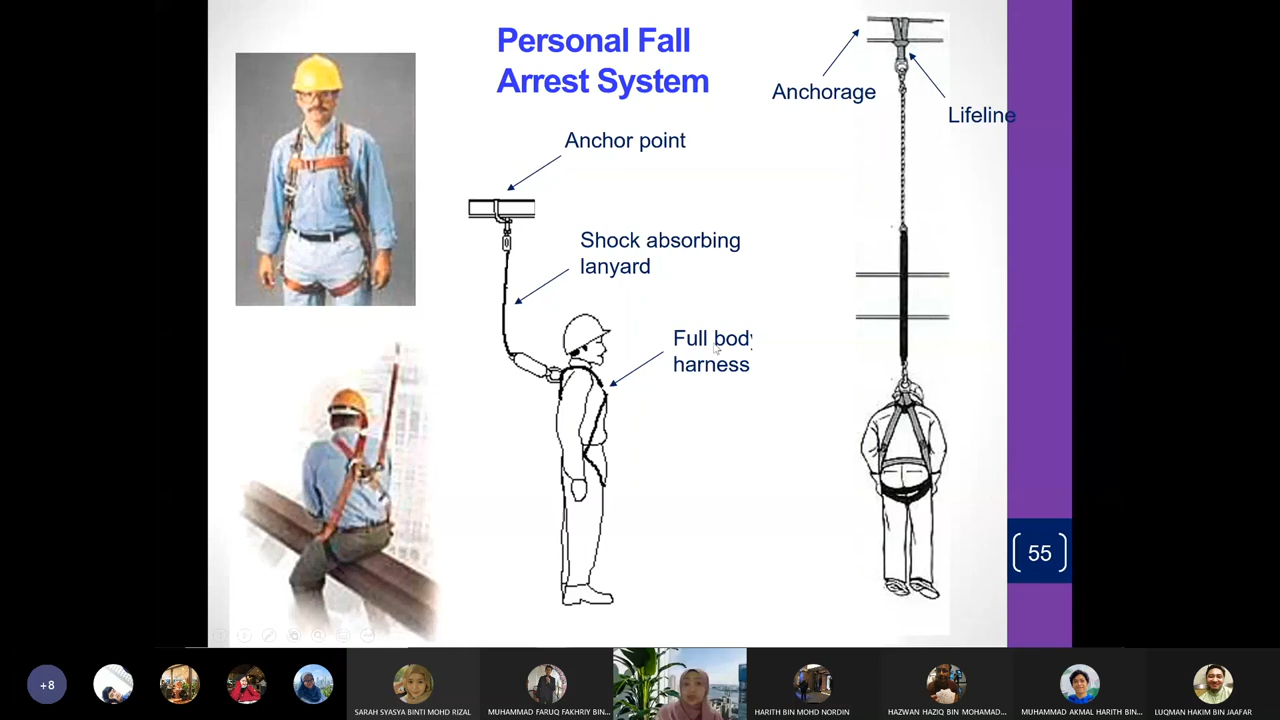 Personal Fall
Arrest System
Anchorage
Lifeline
Anchor point
Shock absorbing
lanyard
Full body
harness
55
+8
SARAH SYASYA BINTI MOHD RIZAL
MUHAMMAD FARUQ FAKHRIY BIN...
HARITH BIN MOHD NORDIN
HAZWAN HAZIQ BIN MOHAMAD...
MUHAMMAD AKMAL HARITH BIN...
LUQMAN HAKIM BIN JAAFAR